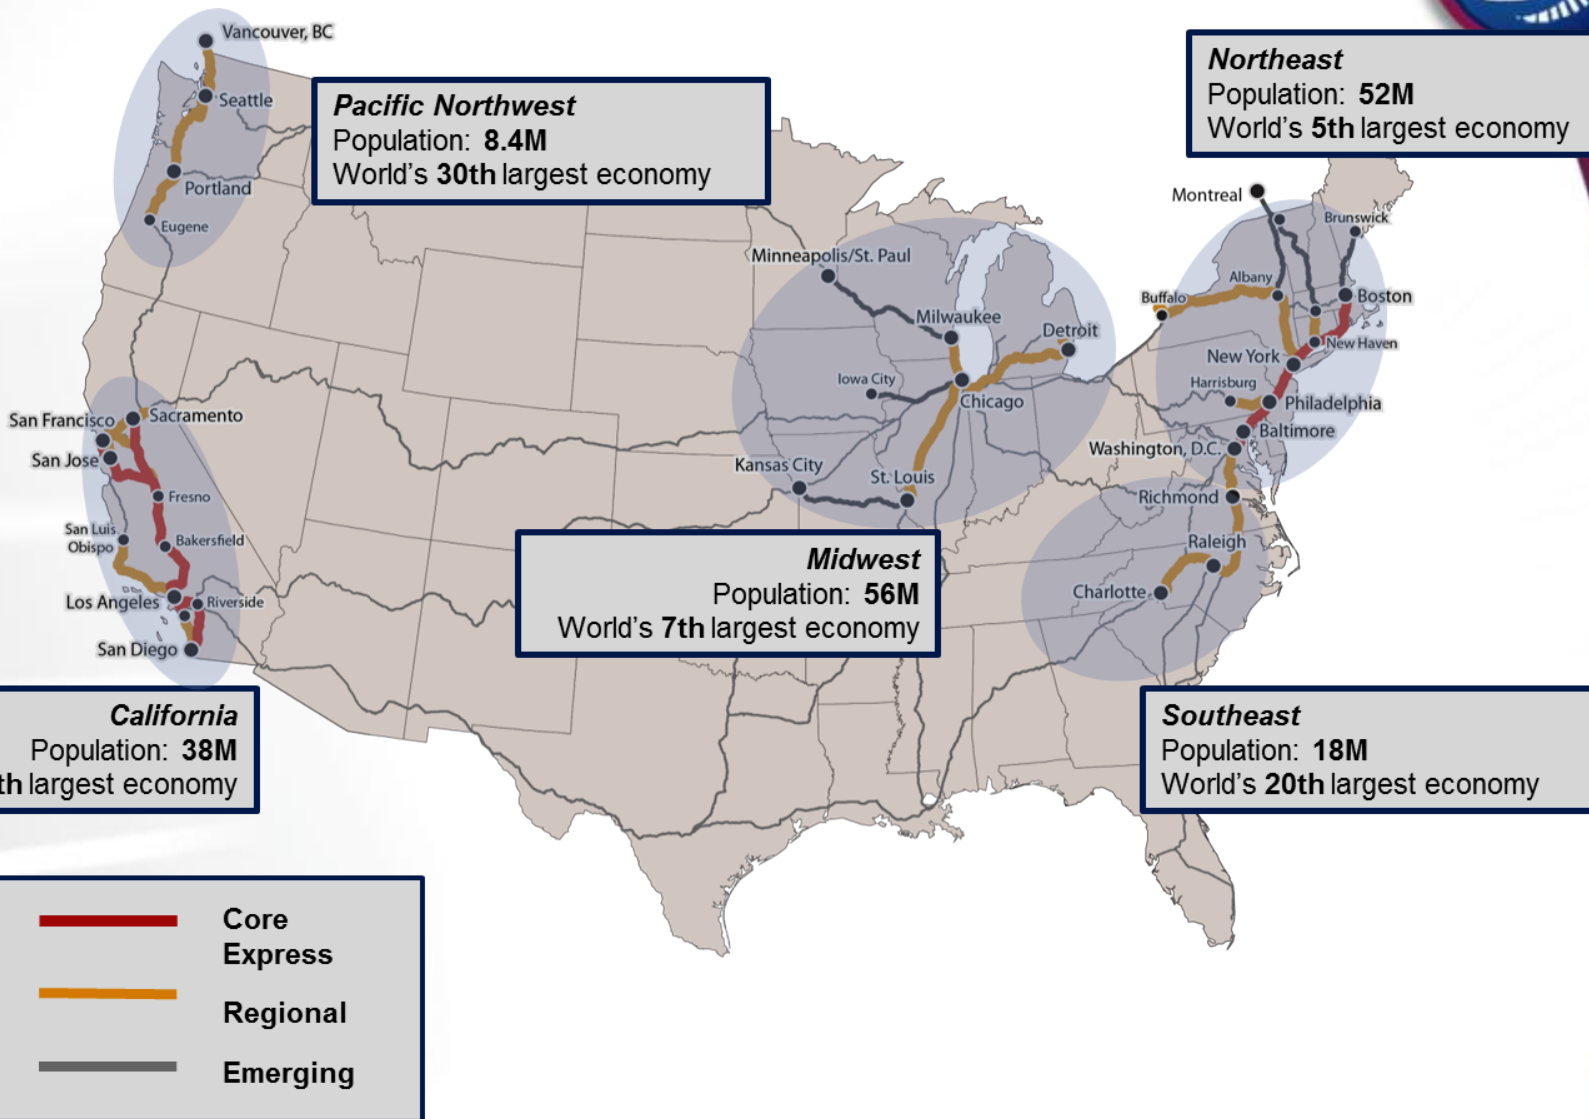 Vancouver, BC
Seattle
Portland
Eugene
Pacific Northwest
Population: 8.4M
World's 30th largest economy
Northeast
Population: 52M
World's 5th largest economy
Montreal
Brunswick
Albany
Buffalo
Boston
New Haven
New York
Harrisburg
Philadelphia
Baltimore
Washington, D.C.
Minneapolis/St. Paul
Milwaukee
Detroit
Iowa City
Chicago
Kansas City
St. Louis
Richmond
Raleigh
Charlotte
San Francisco
Sacramento
San Jose
Fresno
San Luis
Obispo
Bakersfield
Los Angeles
Riverside
San Diego
Midwest
Population: 56M
World's 7th largest economy
California
Population: 38M
th largest economy
Southeast
Population: 18M
World's 20th largest economy
Core
Express
Regional
Emerging